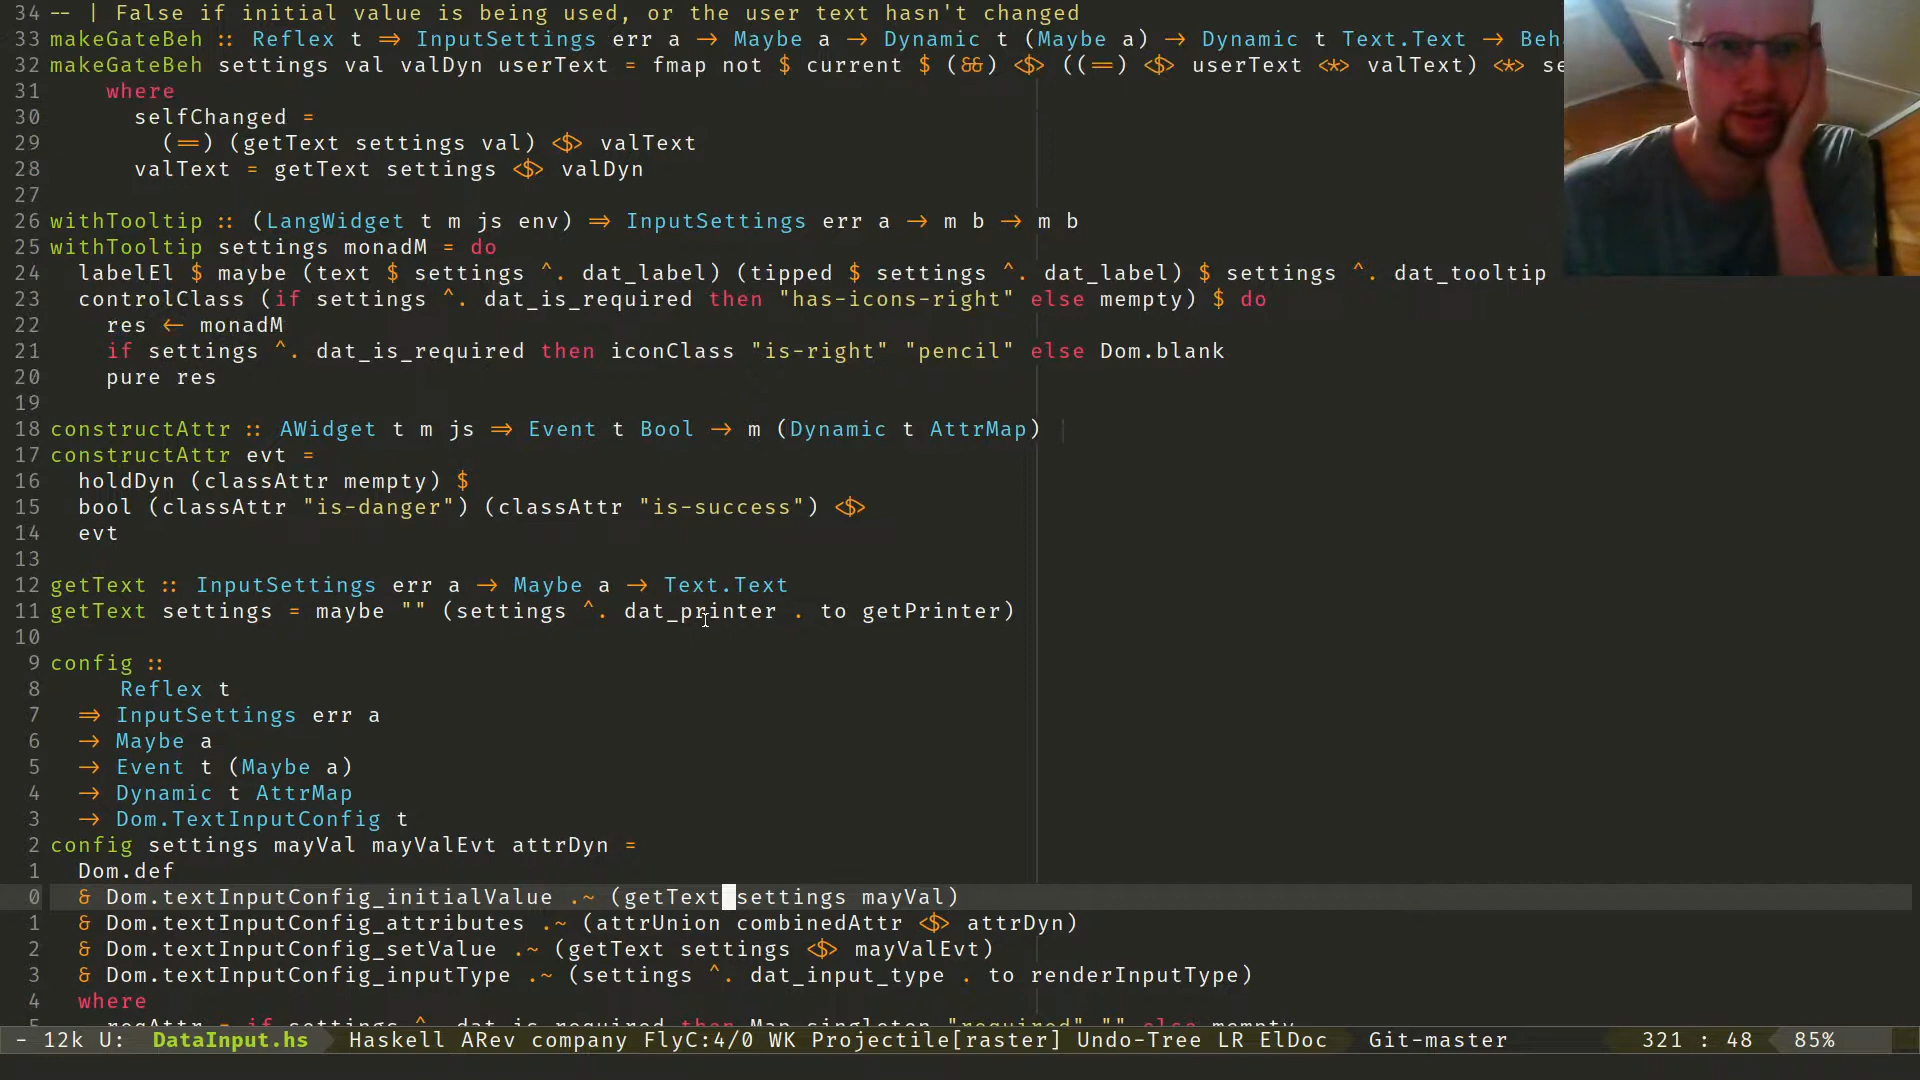 34 -- | False if initial value is being used, or the user text hasn't changed
33 makeGateBeh :: Reflex t ⇒ InputSettings err a → Maybe a → Dynamic t (Maybe a) → Dynamic t Text.Text → Beh
32 makeGateBeh settings val valDyn userText = fmap not $ current $ (&&) <$> ((==) <$> userText <*> valText) <*> se
31 where
30 selfChanged =
29 (==) (getText settings val) <$> valText
28 valText = getText settings <$> valDyn
27
26 withTooltip :: (LangWidget t m js env) ⇒ InputSettings err a → m b → m b
25 withTooltip settings monadM = do
24 labelEl $ maybe (text $ settings ^. dat_label) (tipped $ settings ^. dat_label) $ settings ^. dat_tooltip
23 controlClass (if settings ^. dat_is_required then "has-icons-right" else mempty) $ do
22 res ← monadM
21 if settings ^. dat_is_required then iconClass "is-right" "pencil" else Dom.blank
20 pure res
19
18 constructAttr :: AWidget t m js ⇒ Event t Bool → m (Dynamic t AttrMap)
17 constructAttr evt =
16 holdDyn (classAttr mempty) $
15 bool (classAttr "is-danger") (classAttr "is-success") <$>
14 evt
13
12 getText :: InputSettings err a → Maybe a → Text.Text
11 getText settings = maybe "" (settings ^. dat_printer . to getPrinter)
10
9 config ::
8 Reflex t
7 ⇒ InputSettings err a
6 → Maybe a
5 → Event t (Maybe a)
4 → Dynamic t AttrMap
3 → Dom.TextInputConfig t
2 config settings mayVal mayValEvt attrDyn =
1 Dom.def
0 & Dom.textInputConfig_initialValue .~ (getText settings mayVal)
1 & Dom.textInputConfig_attributes .~ (attrUnion combinedAttr <$> attrDyn)
2 & Dom.textInputConfig_setValue .~ (getText settings <$> mayValEvt)
3 & Dom.textInputConfig_inputType .~ (settings ^. dat_input_type . to renderInputType)
4 where
5 reqAttr = if settings ^. dat_is_required then Map.singleton "required" "" else mempty
- 12k U: DataInput.hs Haskell ARev company FlyC:4/0 WK Projectile[raster] Undo-Tree LR ElDoc Git-master 321 : 48 85%